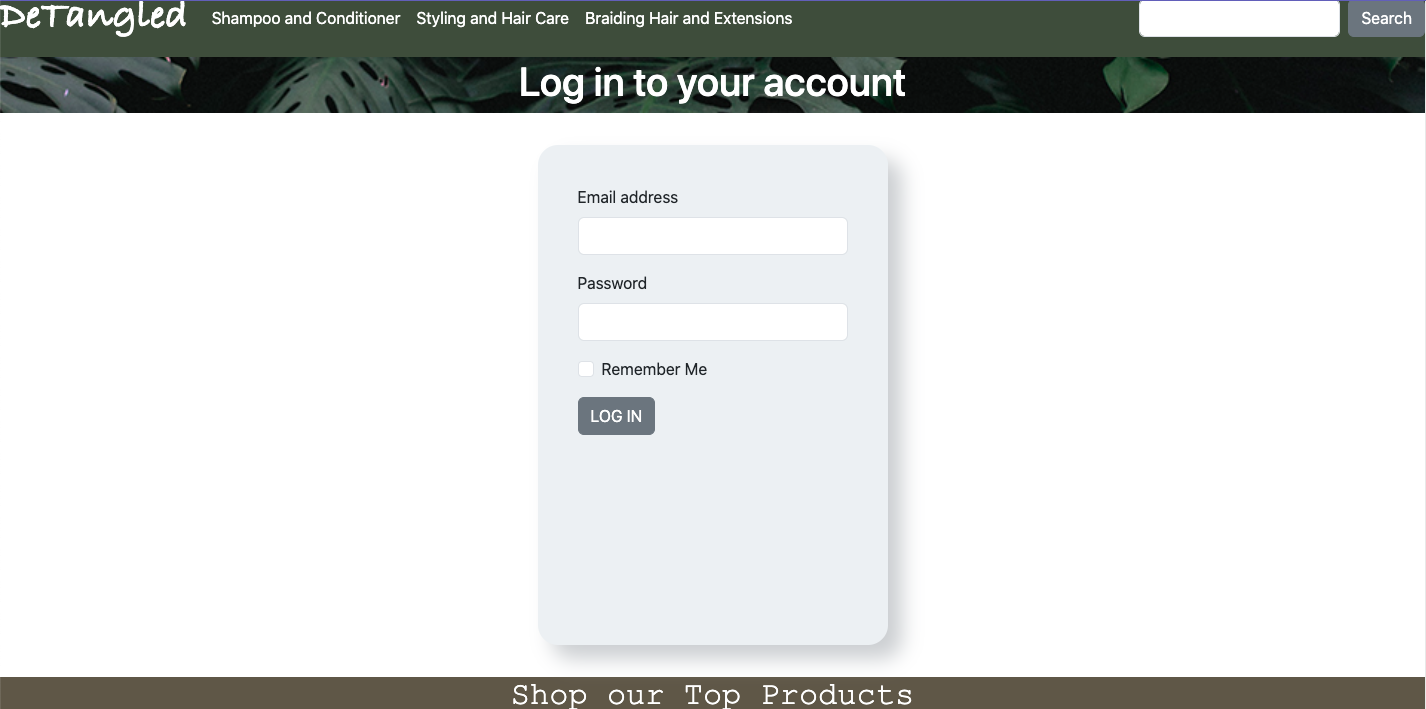 DeTangled Shampoo and Conditioner Styling and Hair Care Braiding Hair and Extensions Search
Log in to your account
Email address
Password
Remember Me
LOG IN
Shop our Top Products